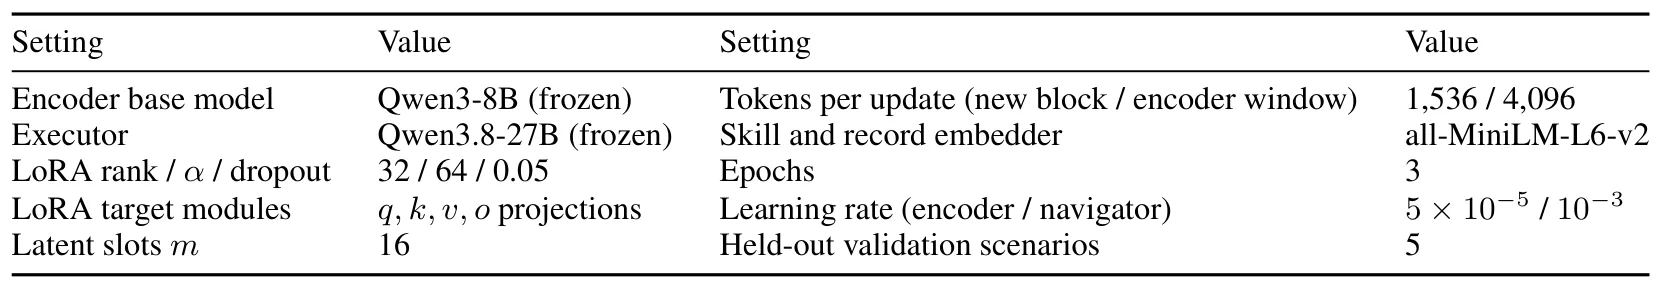 Setting Value Setting Value
Encoder base model Qwen3-8B (frozen) Tokens per update (new block / encoder window) 1,536 / 4,096
Executor Qwen3.8-27B (frozen) Skill and record embedder all-MiniLM-L6-v2
LoRA rank / α / dropout 32 / 64 / 0.05 Epochs 3
LoRA target modules q, k, v, o projections Learning rate (encoder / navigator) 5 × 10⁻⁵ / 10⁻³
Latent slots m 16 Held-out validation scenarios 5